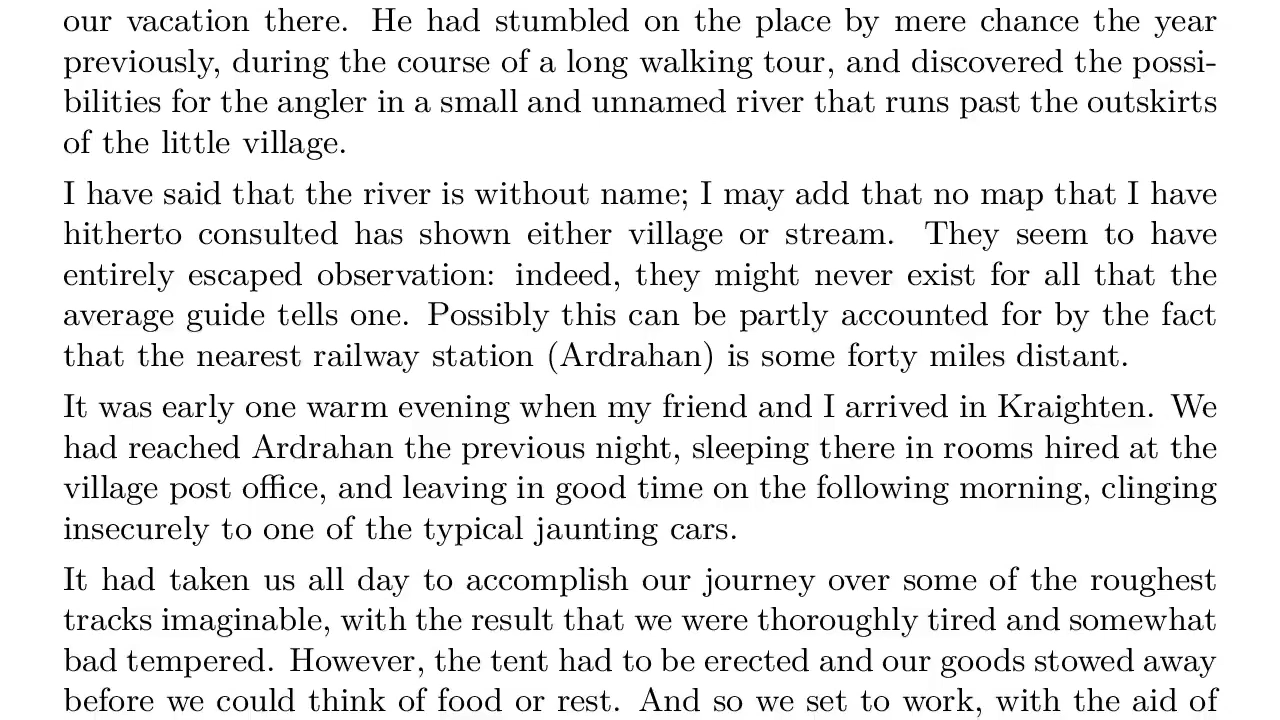 our vacation there. He had stumbled on the place by mere chance the year
previously, during the course of a long walking tour, and discovered the possi-
bilities for the angler in a small and unnamed river that runs past the outskirts
of the little village.
I have said that the river is without name; I may add that no map that I have
hitherto consulted has shown either village or stream. They seem to have
entirely escaped observation: indeed, they might never exist for all that the
average guide tells one. Possibly this can be partly accounted for by the fact
that the nearest railway station (Ardrahan) is some forty miles distant.
It was early one warm evening when my friend and I arrived in Kraighten. We
had reached Ardrahan the previous night, sleeping there in rooms hired at the
village post office, and leaving in good time on the following morning, clinging
insecurely to one of the typical jaunting cars.
It had taken us all day to accomplish our journey over some of the roughest
tracks imaginable, with the result that we were thoroughly tired and somewhat
bad tempered. However, the tent had to be erected and our goods stowed away
before we could think of food or rest. And so we set to work, with the aid of